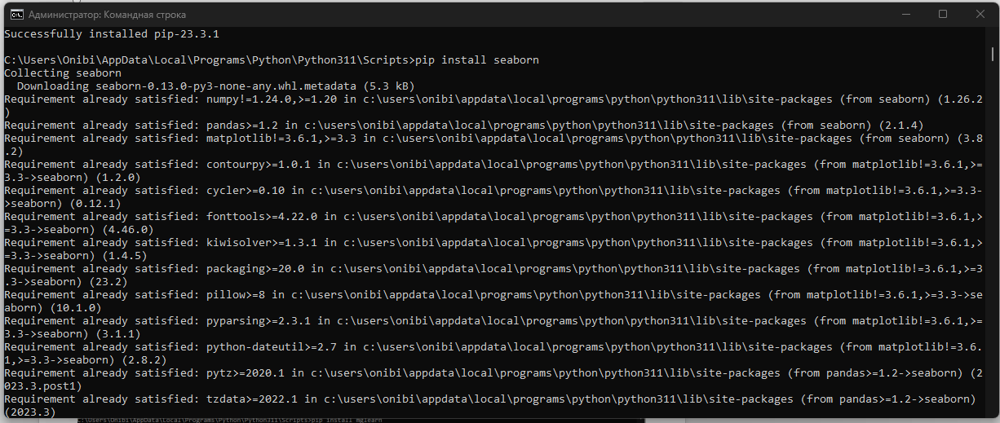 Администратор: Командная строка
Successfully installed pip-23.3.1
C:\Users\Onibi\AppData\Local\Programs\Python\Python311\Scripts>pip install seaborn
Collecting seaborn
  Downloading seaborn-0.13.0-py3-none-any.whl.metadata (5.3 kB)
Requirement already satisfied: numpy!=1.24.0,>=1.20 in c:\users\onibi\appdata\local\programs\python\python311\lib\site-packages (from seaborn) (1.26.2
)
Requirement already satisfied: pandas>=1.2 in c:\users\onibi\appdata\local\programs\python\python311\lib\site-packages (from seaborn) (2.1.4)
Requirement already satisfied: matplotlib!=3.6.1,>=3.3 in c:\users\onibi\appdata\local\programs\python\python311\lib\site-packages (from seaborn) (3.8
.2)
Requirement already satisfied: contourpy>=1.0.1 in c:\users\onibi\appdata\local\programs\python\python311\lib\site-packages (from matplotlib!=3.6.1,>=
3.3->seaborn) (1.2.0)
Requirement already satisfied: cycler>=0.10 in c:\users\onibi\appdata\local\programs\python\python311\lib\site-packages (from matplotlib!=3.6.1,>=3.3-
>seaborn) (0.12.1)
Requirement already satisfied: fonttools>=4.22.0 in c:\users\onibi\appdata\local\programs\python\python311\lib\site-packages (from matplotlib!=3.6.1,>
=3.3->seaborn) (4.46.0)
Requirement already satisfied: kiwisolver>=1.3.1 in c:\users\onibi\appdata\local\programs\python\python311\lib\site-packages (from matplotlib!=3.6.1,>
=3.3->seaborn) (1.4.5)
Requirement already satisfied: packaging>=20.0 in c:\users\onibi\appdata\local\programs\python\python311\lib\site-packages (from matplotlib!=3.6.1,>=3
.3->seaborn) (23.2)
Requirement already satisfied: pillow>=8 in c:\users\onibi\appdata\local\programs\python\python311\lib\site-packages (from matplotlib!=3.6.1,>=3.3->se
aborn) (10.1.0)
Requirement already satisfied: pyparsing>=2.3.1 in c:\users\onibi\appdata\local\programs\python\python311\lib\site-packages (from matplotlib!=3.6.1,>=
3.3->seaborn) (3.1.1)
Requirement already satisfied: python-dateutil>=2.7 in c:\users\onibi\appdata\local\programs\python\python311\lib\site-packages (from matplotlib!=3.6.
1,>=3.3->seaborn) (2.8.2)
Requirement already satisfied: pytz>=2020.1 in c:\users\onibi\appdata\local\programs\python\python311\lib\site-packages (from pandas>=1.2->seaborn) (2
023.3.post1)
Requirement already satisfied: tzdata>=2022.1 in c:\users\onibi\appdata\local\programs\python\python311\lib\site-packages (from pandas>=1.2->seaborn)
(2023.3)
C:\Users\Onibi\AppData\Local\Programs\Python\Python311\Scripts>pip install mglearn